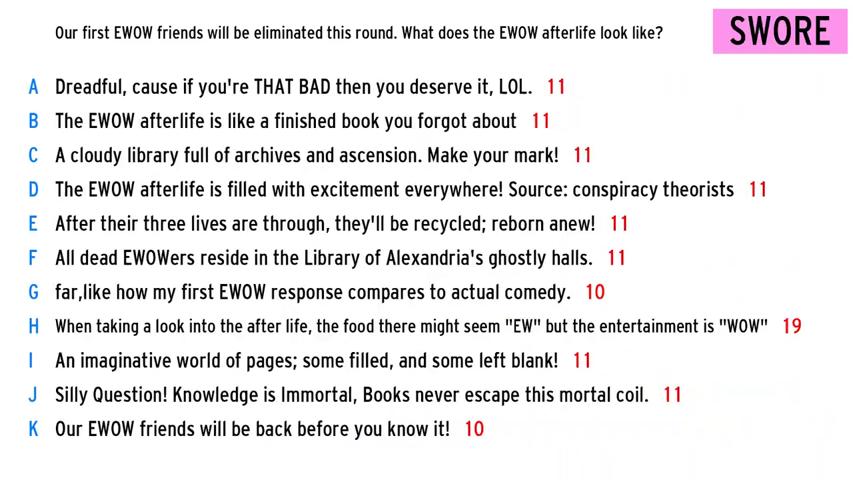 Our first EWOW friends will be eliminated this round. What does the EWOW afterlife look like?
SWORE
A Dreadful, cause if you're THAT BAD then you deserve it, LOL. 11
B The EWOW afterlife is like a finished book you forgot about 11
C A cloudy library full of archives and ascension. Make your mark! 11
D The EWOW afterlife is filled with excitement everywhere! Source: conspiracy theorists 11
E After their three lives are through, they'll be recycled; reborn anew! 11
F All dead EWOWers reside in the Library of Alexandria's ghostly halls. 11
G far,like how my first EWOW response compares to actual comedy. 10
H When taking a look into the after life, the food there might seem "EW" but the entertainment is "WOW" 19
I An imaginative world of pages; some filled, and some left blank! 11
J Silly Question! Knowledge is Immortal, Books never escape this mortal coil. 11
K Our EWOW friends will be back before you know it! 10